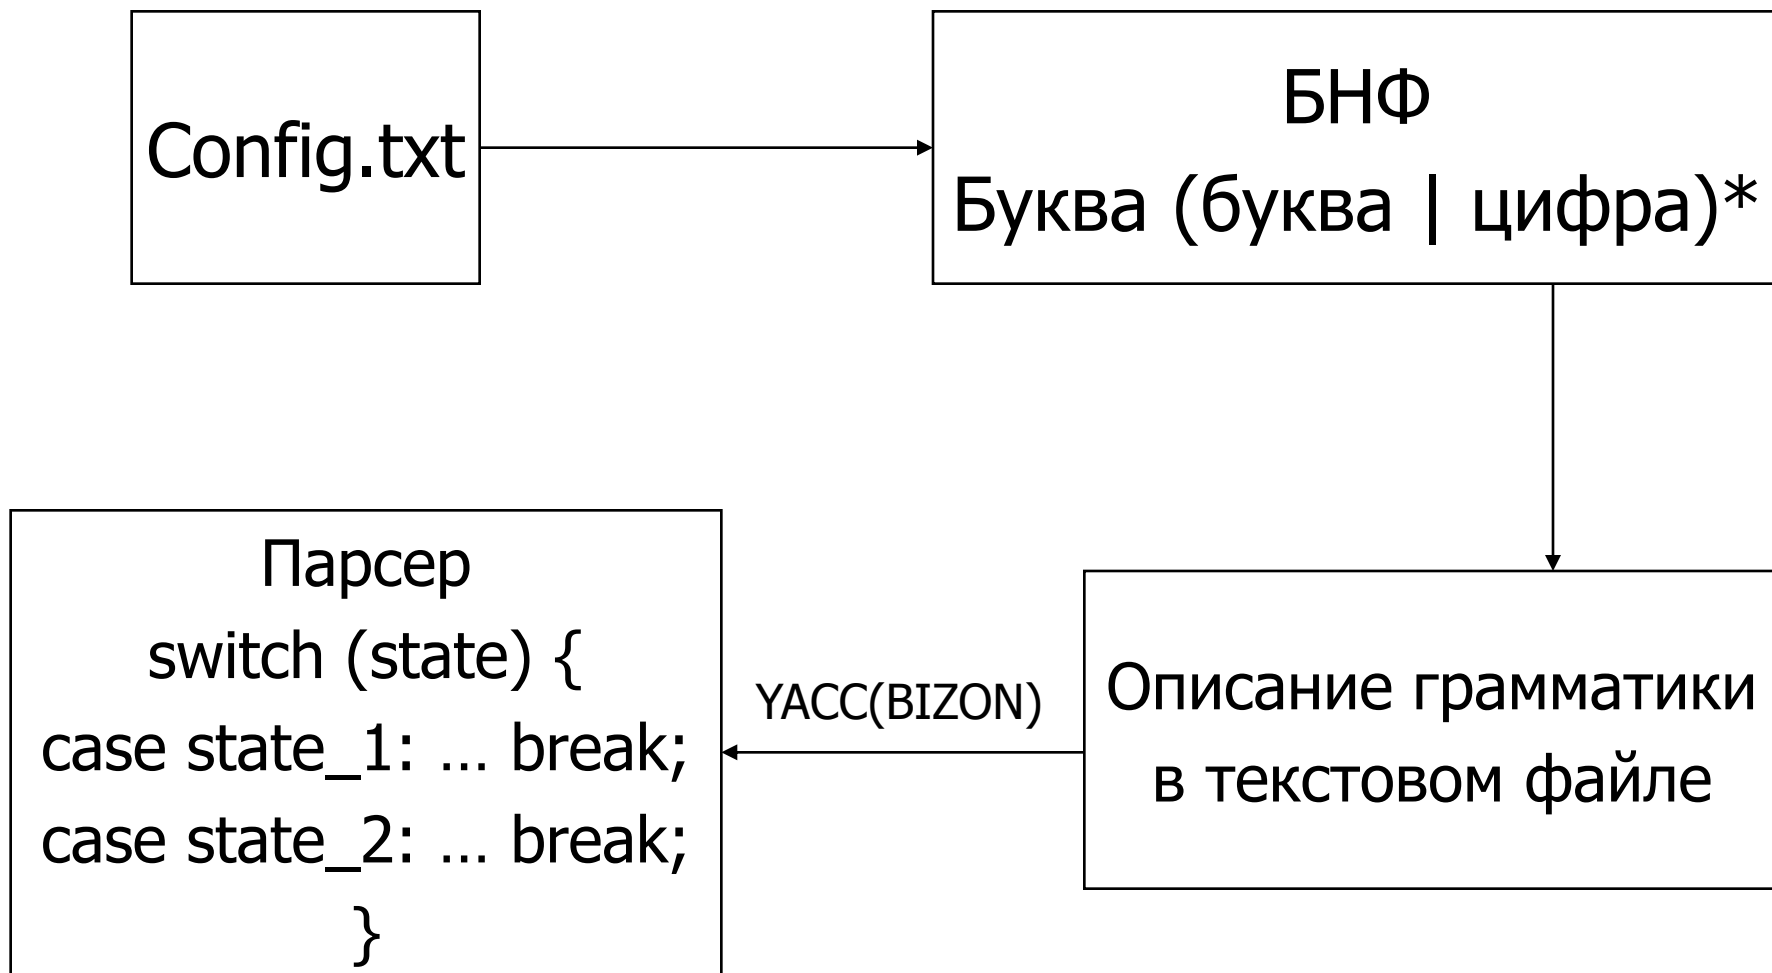 Config.txt
БНФ
Буква (буква | цифра)*
Описание грамматики
в текстовом файле
YACC(BIZON)
Парсер
switch (state) {
case state_1: … break;
case state_2: … break;
}